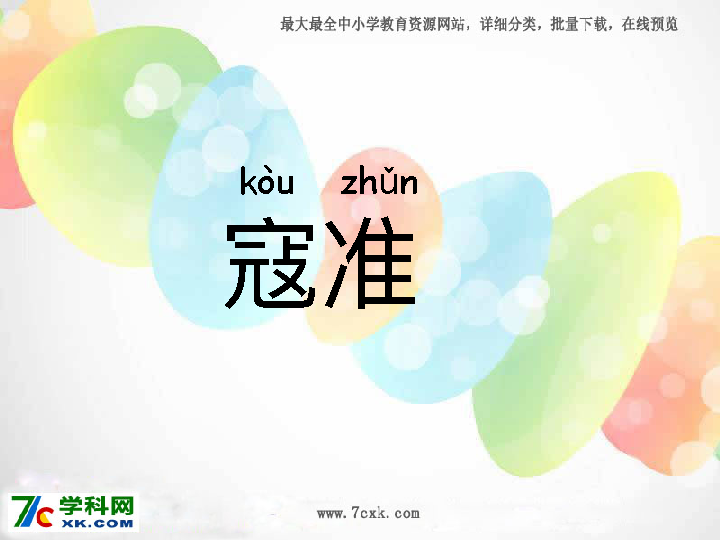 最大最全中小学教育资源网站，详细分类，批量下载，在线预览
kòu zhǔn
寇准
7c 学科网
XK.COM
www.7cxk.com